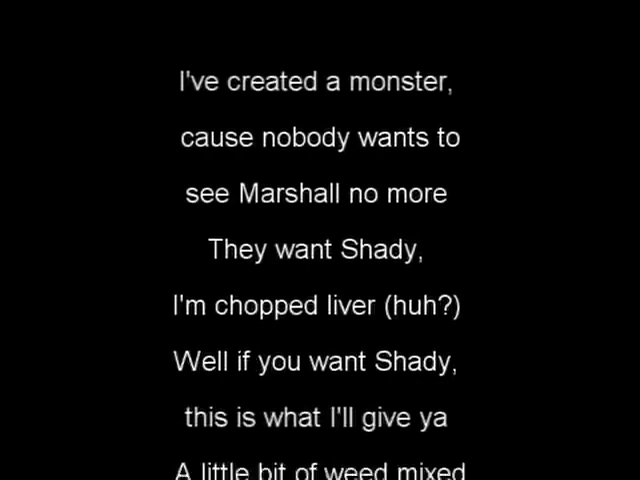 I've created a monster,
cause nobody wants to
see Marshall no more
They want Shady,
I'm chopped liver (huh?)
Well if you want Shady,
this is what I'll give ya
A little bit of weed mixed